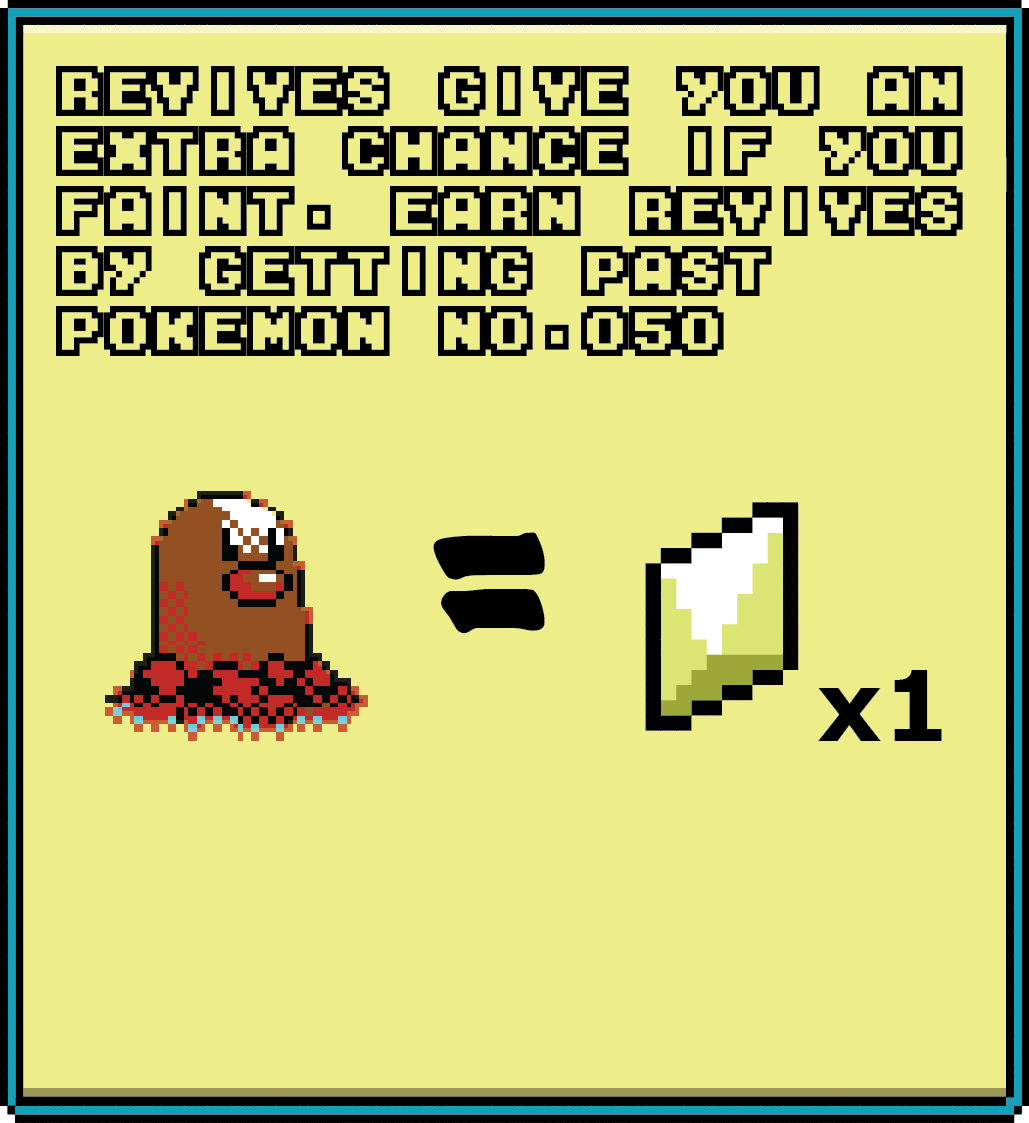 REVIVES GIVE YOU AN
EXTRA CHANCE IF YOU
FAINT. EARN REVIVES
BY GETTING PAST
POKEMON NO.050
=
x1